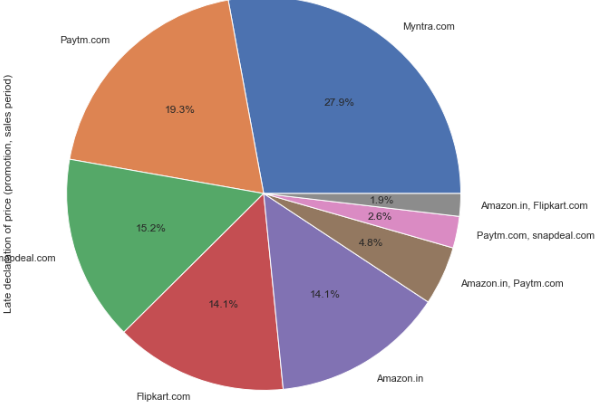 Myntra.com
27.9%
Paytm.com
19.3%
Late declaration of price (promotion, sales period)
15.2%
snapdeal.com
14.1%
Flipkart.com
14.1%
Amazon.in
4.8%
Amazon.in, Paytm.com
2.6%
Paytm.com, snapdeal.com
1.9%
Amazon.in, Flipkart.com